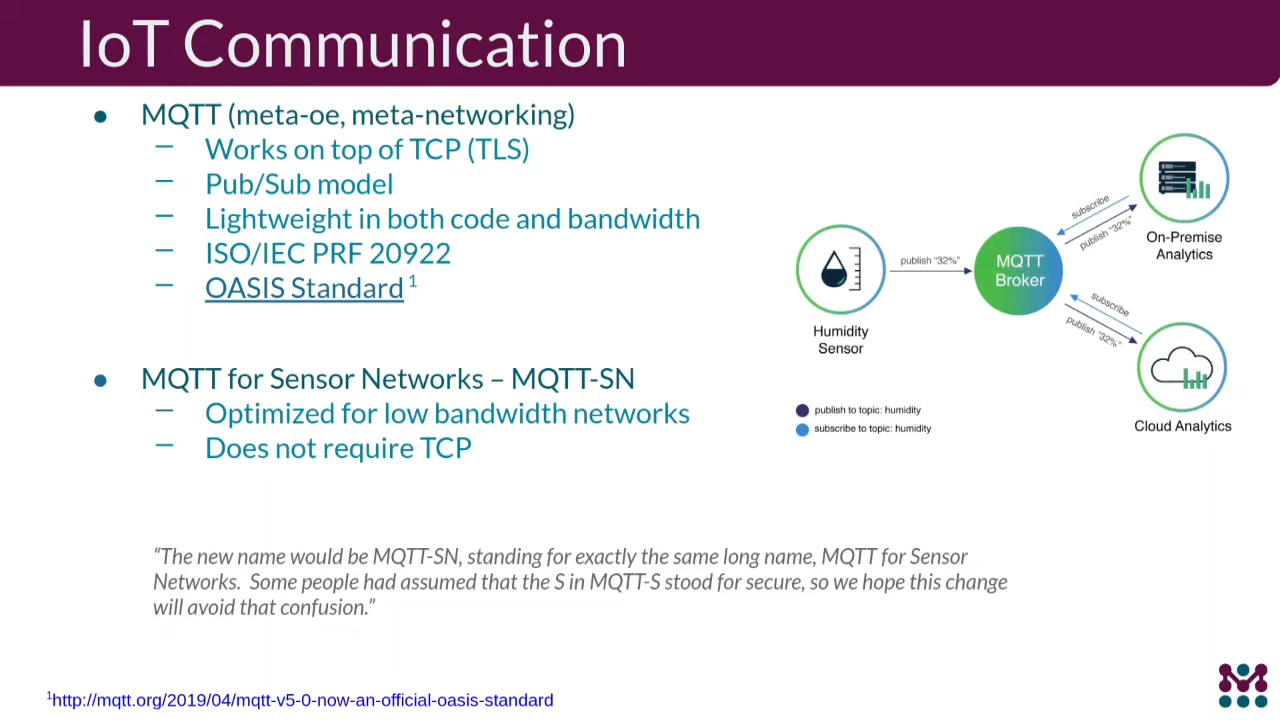 IoT Communication
● MQTT (meta-oe, meta-networking)
– Works on top of TCP (TLS)
– Pub/Sub model
– Lightweight in both code and bandwidth
– ISO/IEC PRF 20922
– OASIS Standard 1
● MQTT for Sensor Networks – MQTT-SN
– Optimized for low bandwidth networks
– Does not require TCP
“The new name would be MQTT-SN, standing for exactly the same long name, MQTT for Sensor
Networks. Some people had assumed that the S in MQTT-S stood for secure, so we hope this change
will avoid that confusion.”
Humidity
Sensor
publish “32%”
MQTT
Broker
subscribe
publish “32%”
On-Premise
Analytics
subscribe
publish “32%”
Cloud Analytics
publish to topic: humidity
subscribe to topic: humidity
1http://mqtt.org/2019/04/mqtt-v5-0-now-an-official-oasis-standard